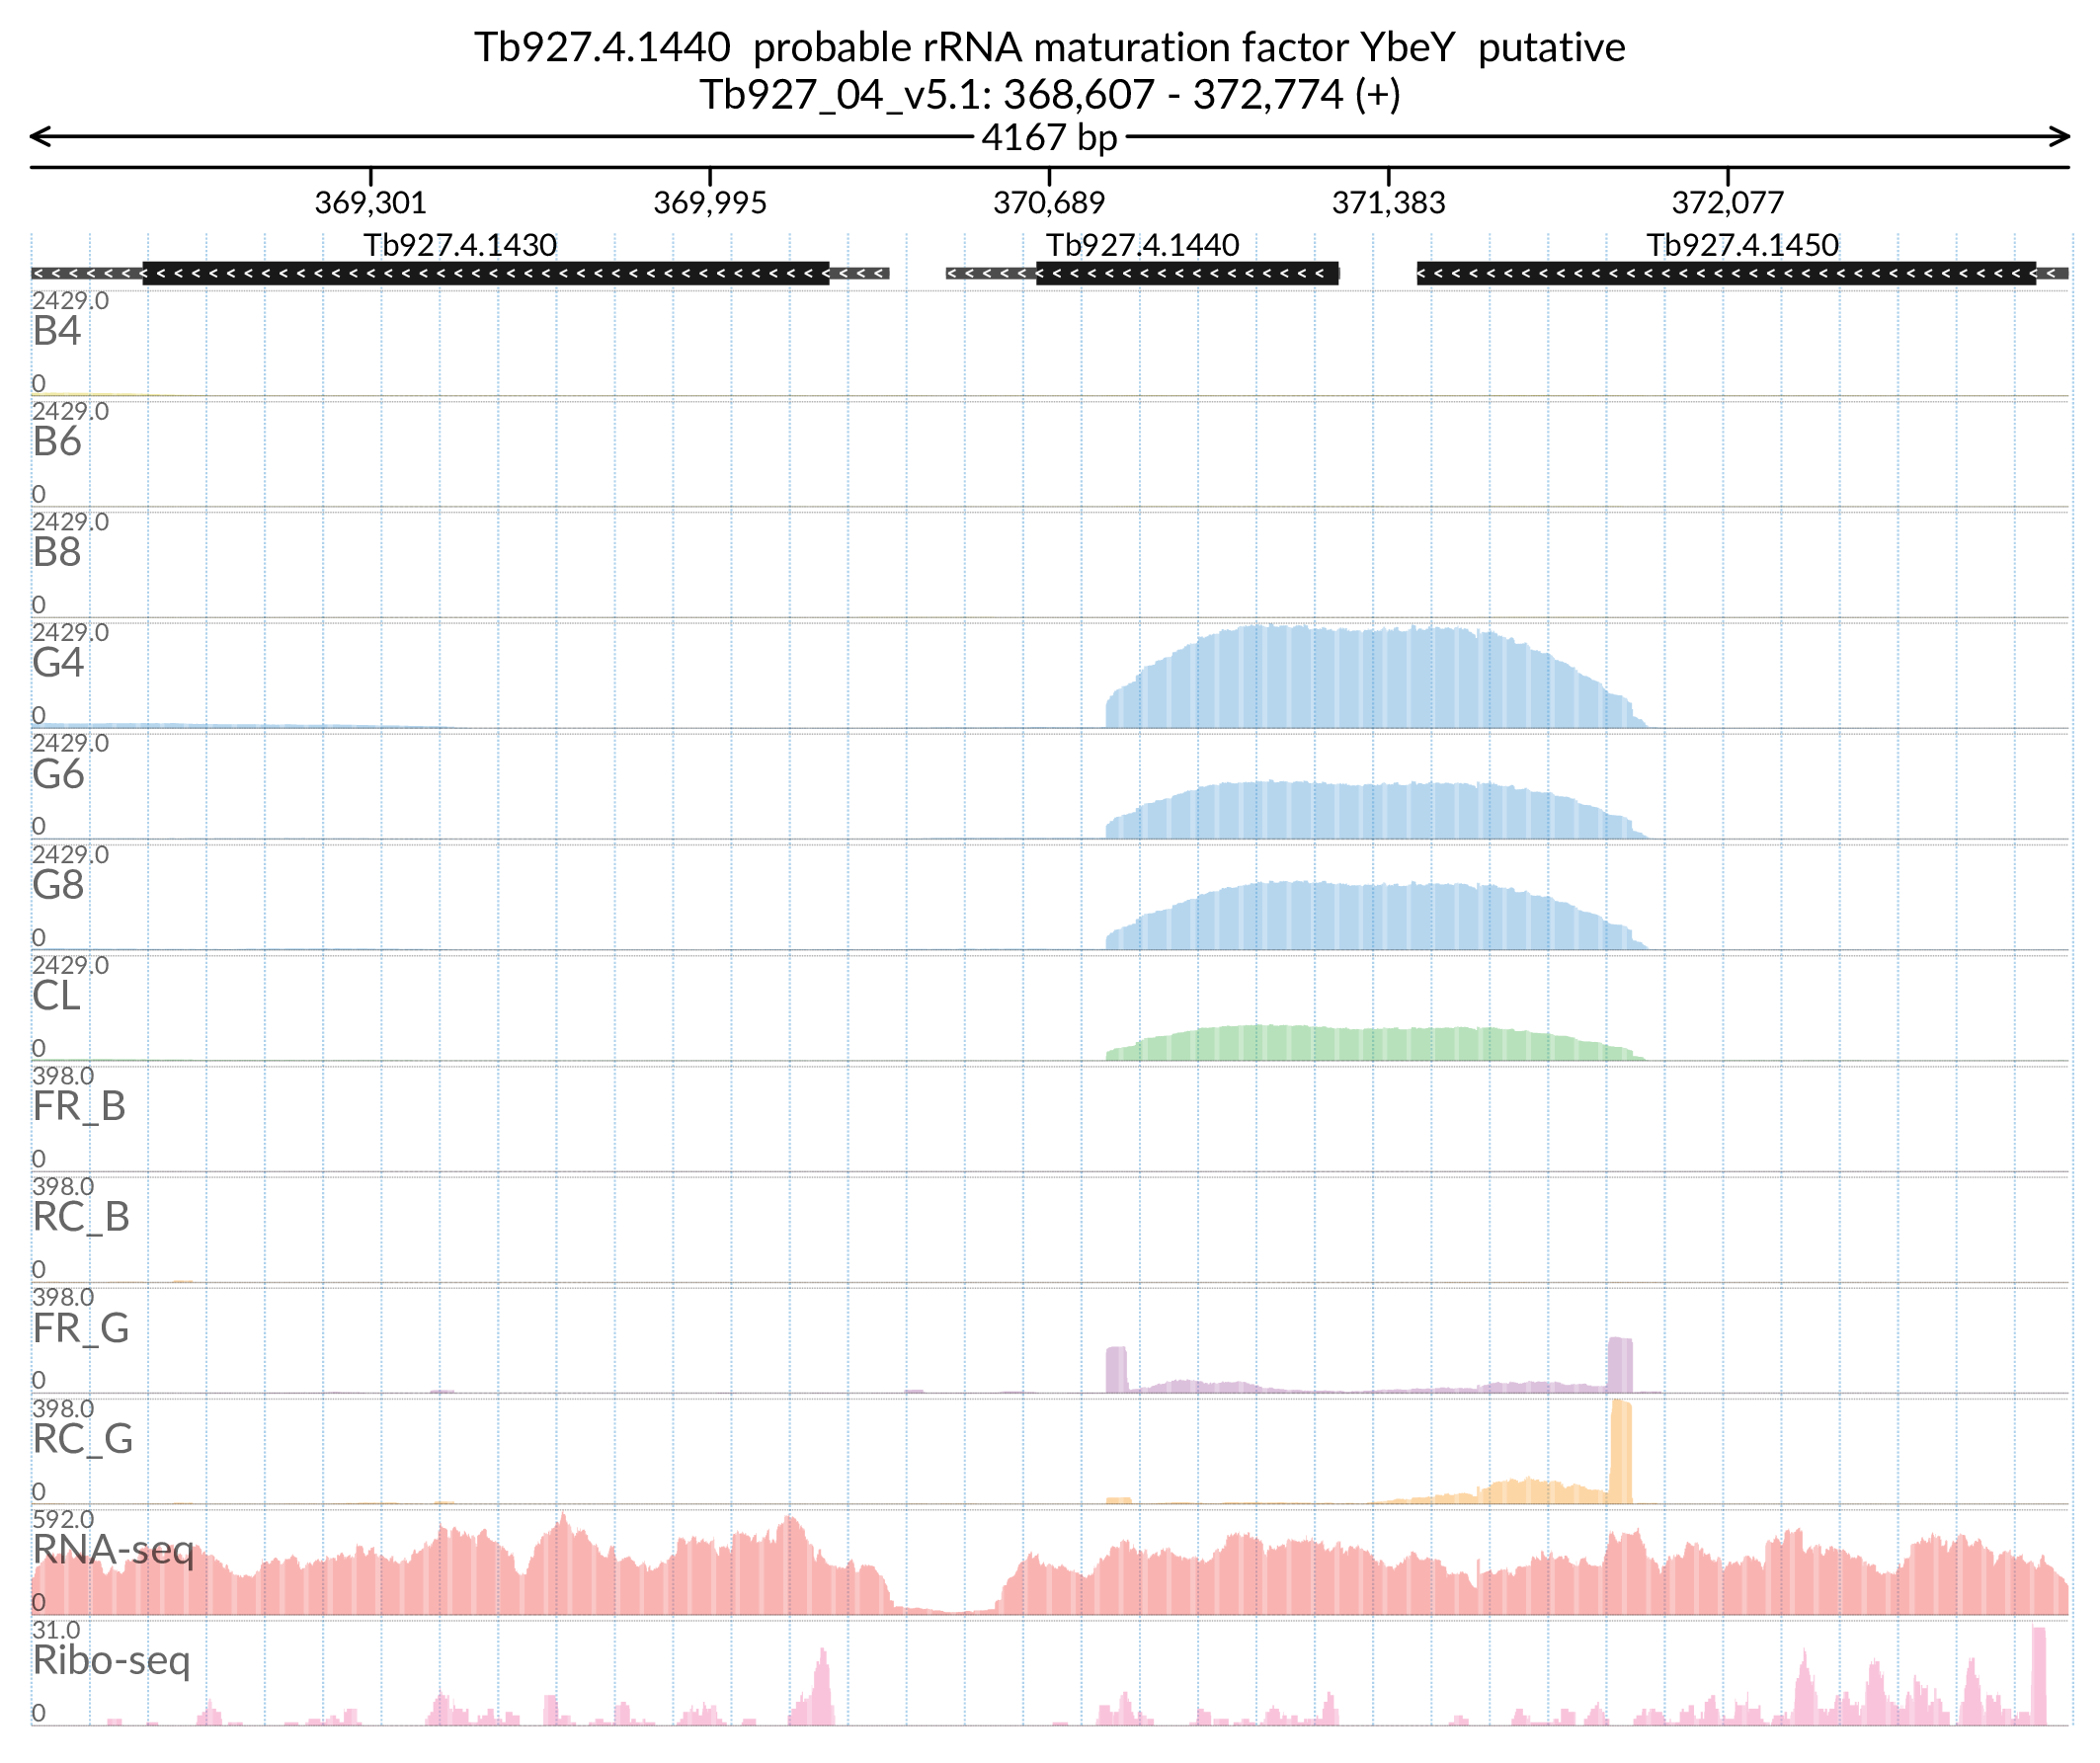 Tb927.4.1440 probable rRNA maturation factor YbeY putative
Tb927_04_v5.1: 368,607 - 372,774 (+)
4167 bp
369,301 369,995 370,689 371,383 372,077
Tb927.4.1430 Tb927.4.1440 Tb927.4.1450
2429.0
B4
0
2429.0
B6
0
2429.0
B8
0
2429.0
G4
0
2429.0
G6
0
2429.0
G8
0
2429.0
CL
0
398.0
FR_B
0
398.0
RC_B
0
398.0
FR_G
0
398.0
RC_G
0
592.0
RNA-seq
0
31.0
Ribo-seq
0